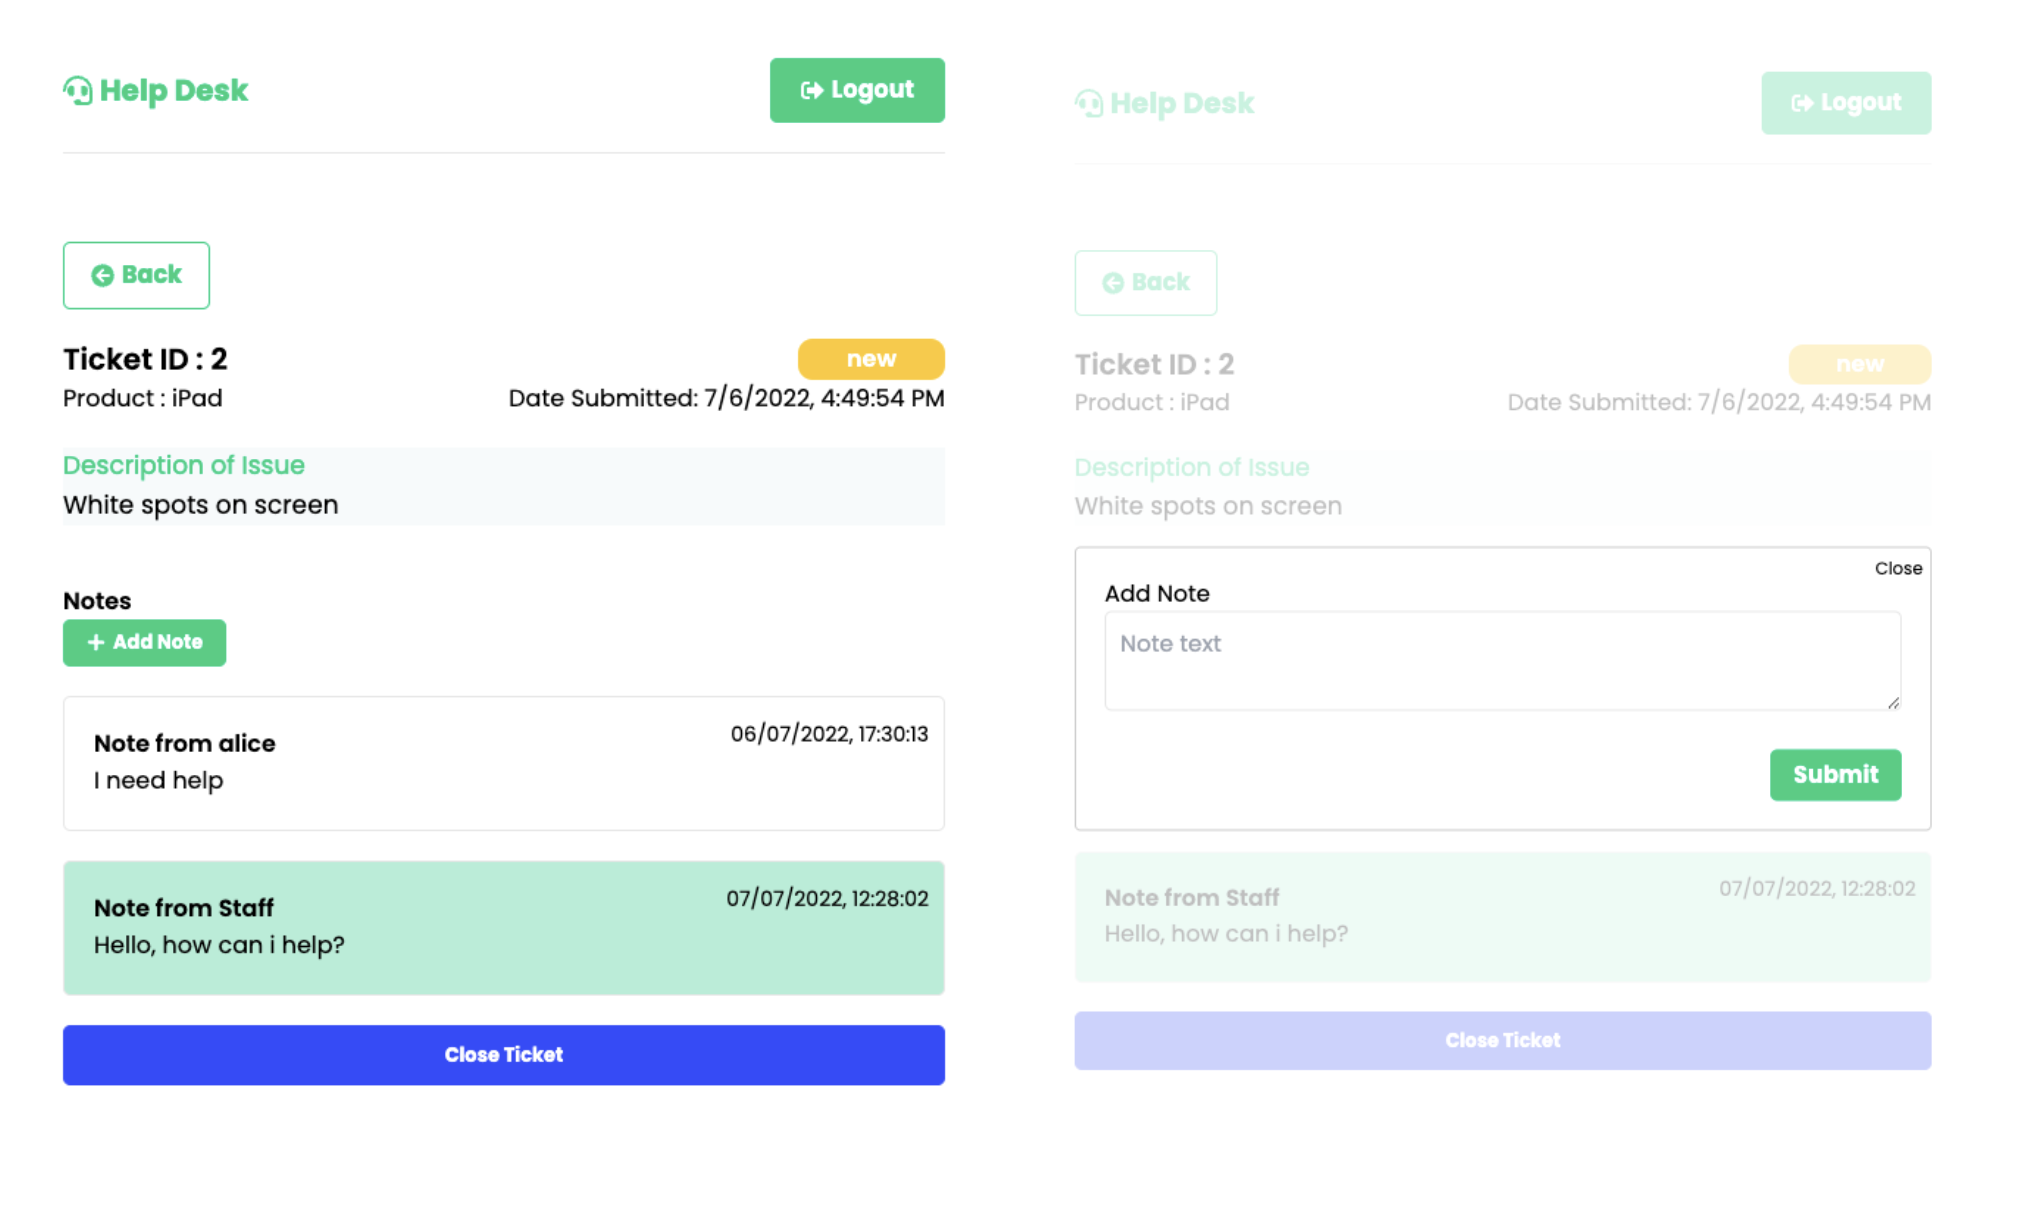 Help Desk
Logout
Back
Ticket ID : 2
new
Product : iPad
Date Submitted: 7/6/2022, 4:49:54 PM
Description of Issue
White spots on screen
Notes
+ Add Note
Note from alice
06/07/2022, 17:30:13
I need help
Note from Staff
07/07/2022, 12:28:02
Hello, how can i help?
Close Ticket
Help Desk
Logout
Back
Ticket ID : 2
new
Product : iPad
Date Submitted: 7/6/2022, 4:49:54 PM
Description of Issue
White spots on screen
Close
Add Note
Note text
Submit
Note from Staff
07/07/2022, 12:28:02
Hello, how can i help?
Close Ticket